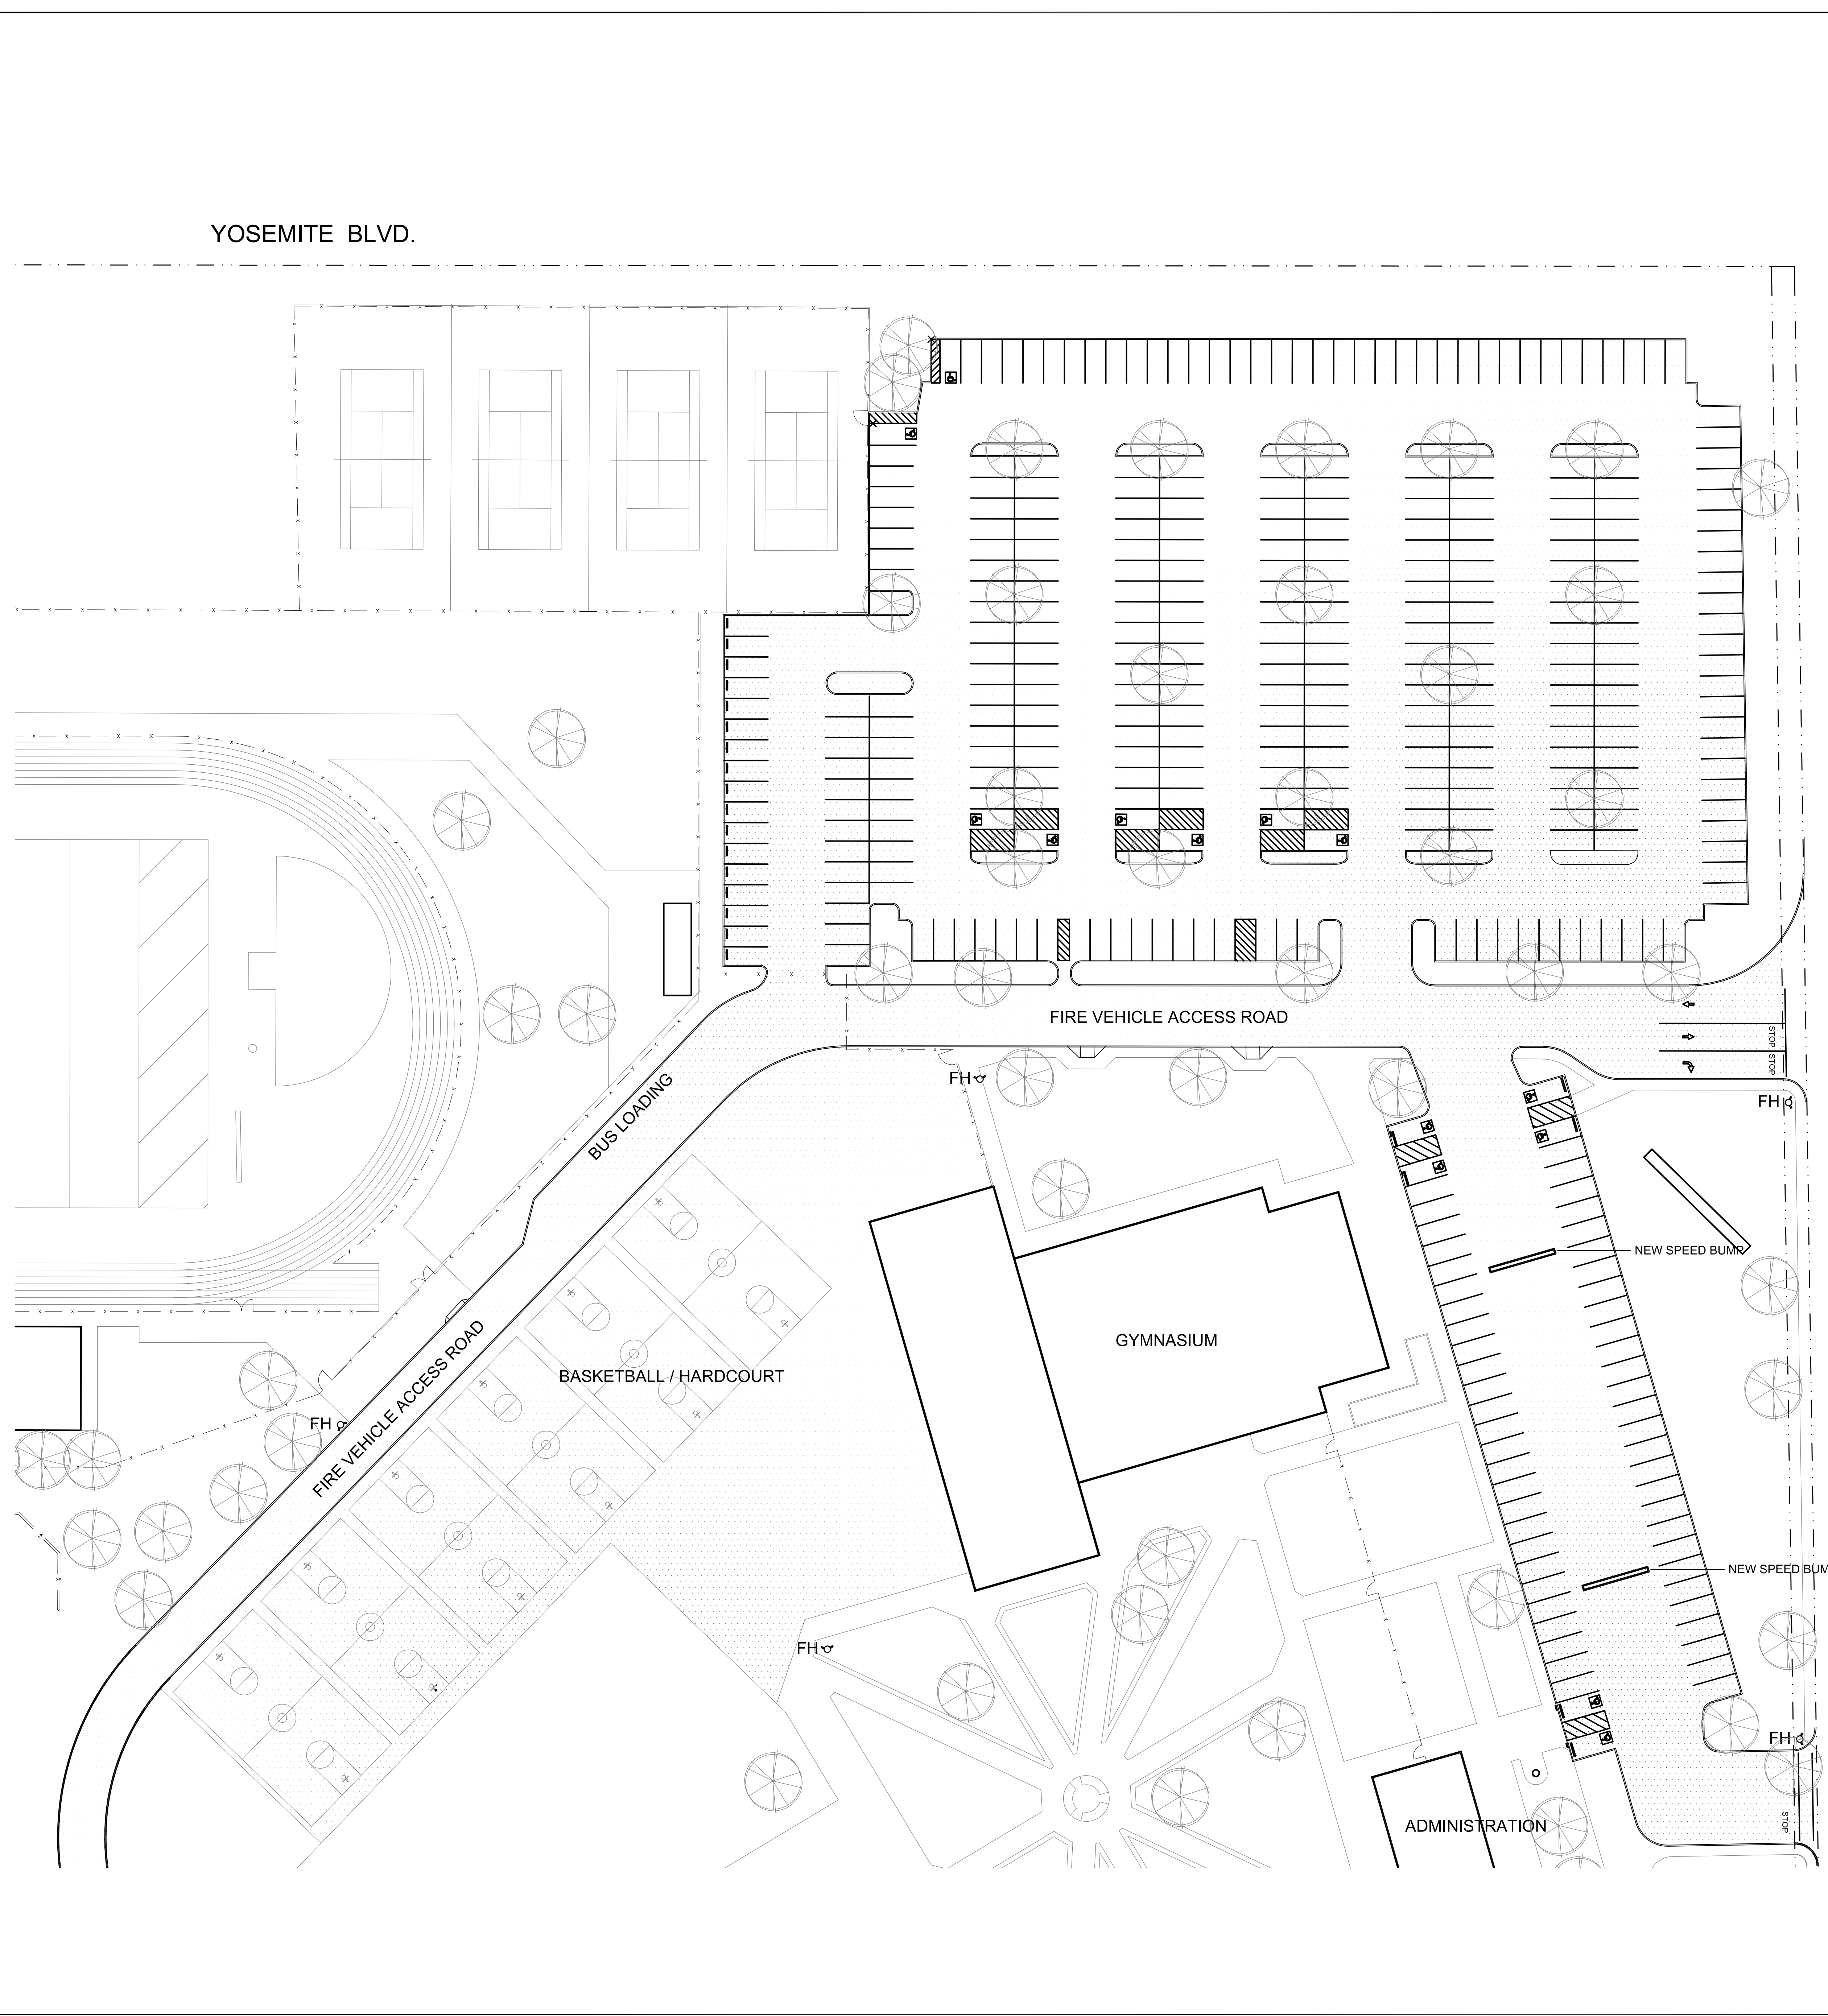 YOSEMITE BLVD.
FIRE VEHICLE ACCESS ROAD
STOP
STOP
BUS LOADING
FH
FH
NEW SPEED BUMP
GYMNASIUM
BASKETBALL / HARDCOURT
FIRE VEHICLE ACCESS ROAD
FH
NEW SPEED BUM
FH
FH
ADMINISTRATION
STOP